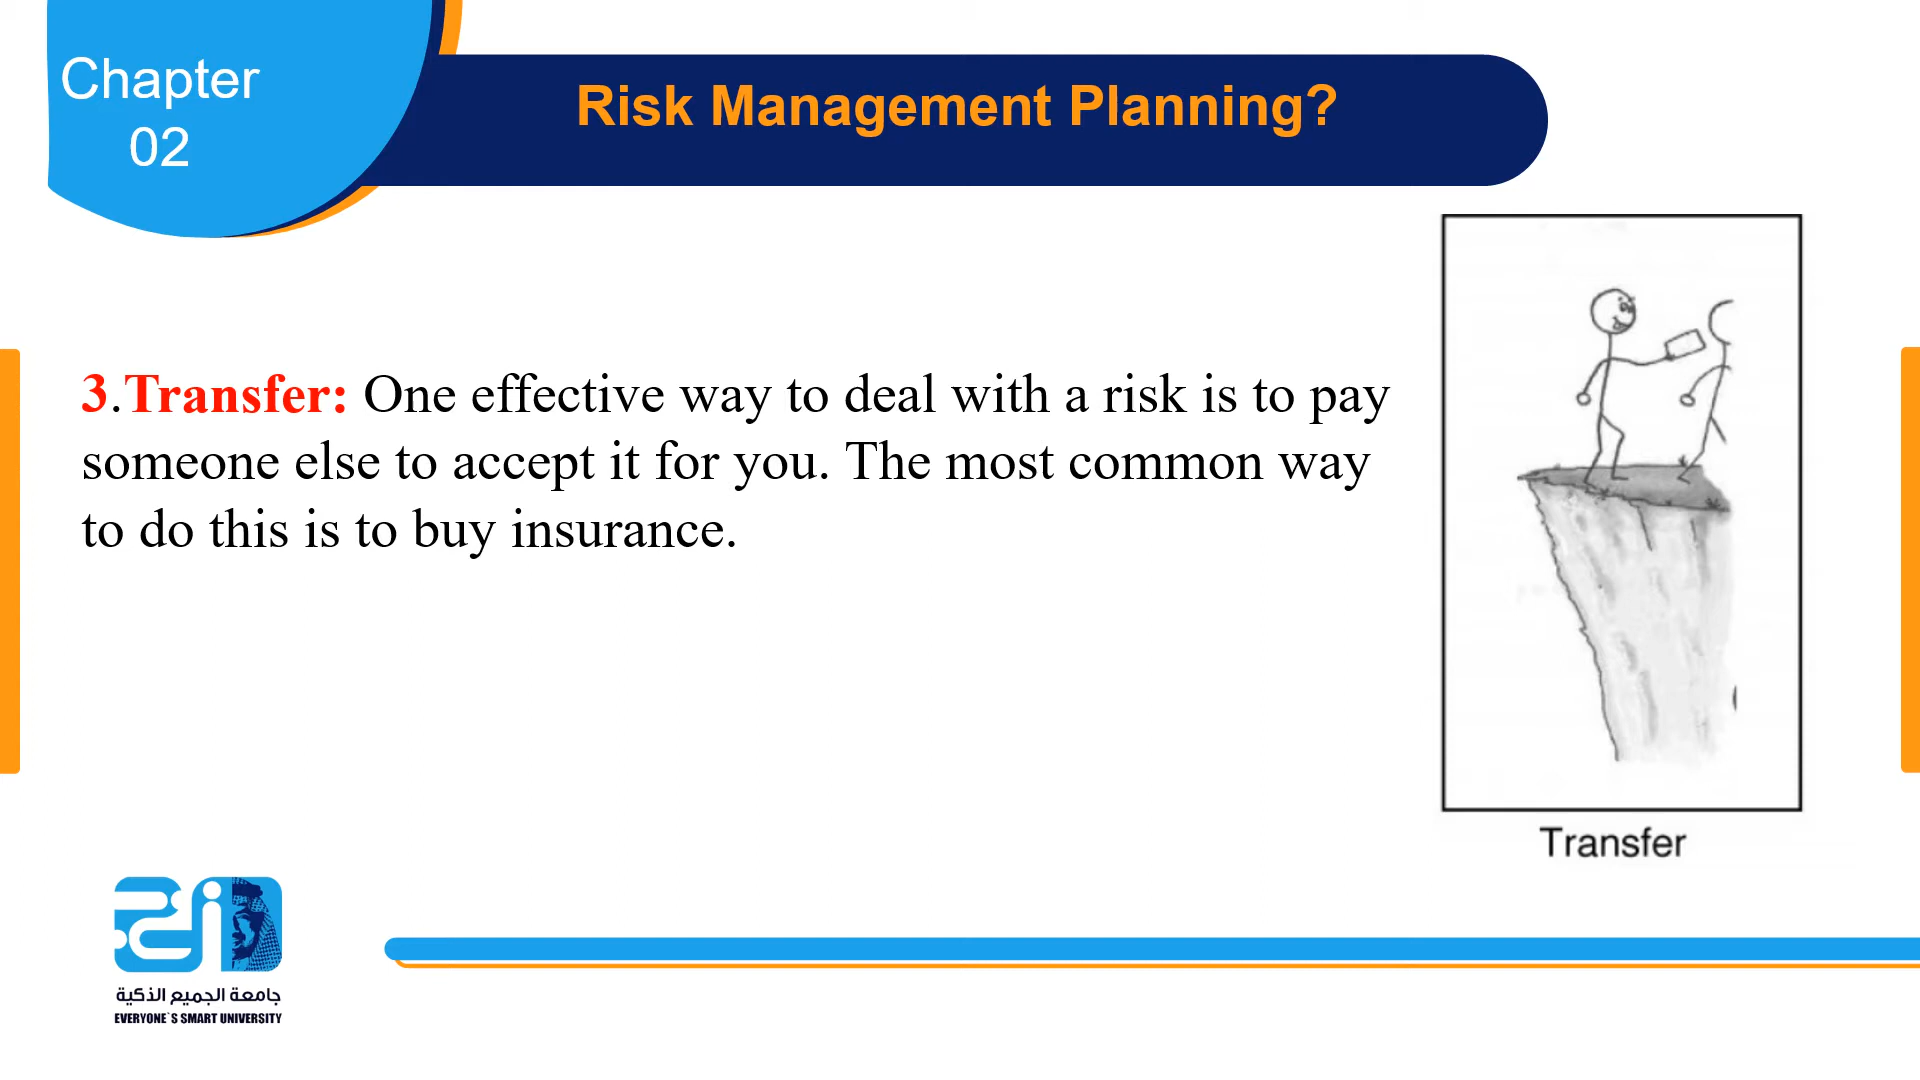 Chapter
02
Risk Management Planning?
3.Transfer: One effective way to deal with a risk is to pay
someone else to accept it for you. The most common way
to do this is to buy insurance.
Transfer
جامعة الجميع الذكية
EVERYONE`S SMART UNIVERSITY